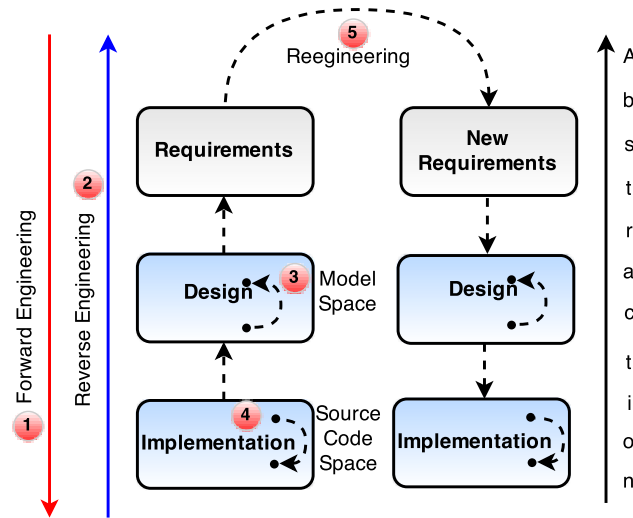 5
Reegineering
Requirements
New
Requirements
2
Forward Engineering
Reverse Engineering
1
3
Design
Model
Space
Design
4
Implementation
Source
Code
Space
Implementation
A
b
s
t
r
a
c
t
i
o
n